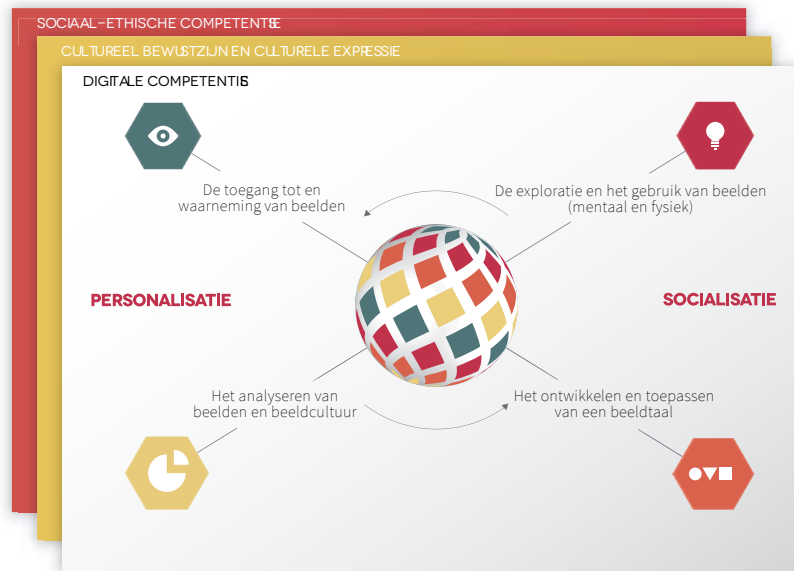 SOCIAAL-ETHISCHE COMPETENTIE
CULTUREEL BEWUSTZIJN EN CULTURELE EXPRESSIE
DIGITALE COMPETENTIE
De toegang tot en
waarneming van beelden
De exploratie en het gebruik van beelden
(mentaal en fysiek)
PERSONALISATIE
SOCIALISATIE
Het analyseren van
beelden en beeldcultuur
Het ontwikkelen en toepassen
van een beeldtaal